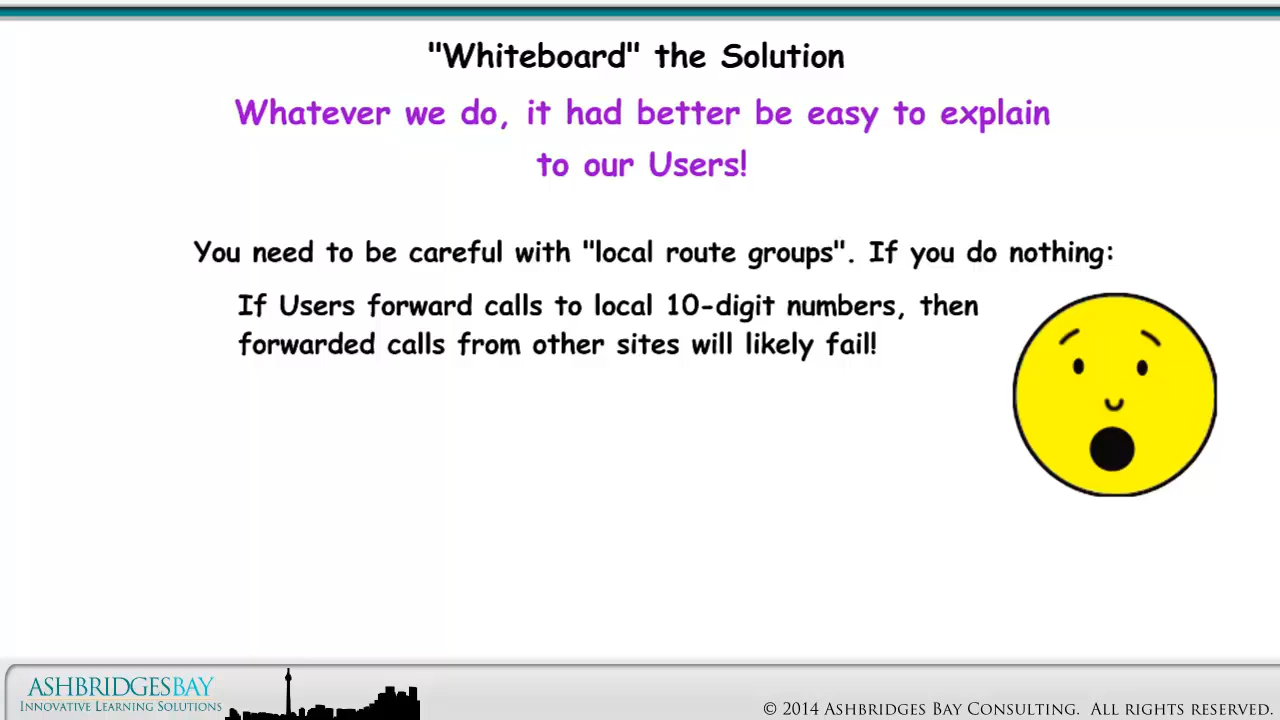 "Whiteboard" the Solution
Whatever we do, it had better be easy to explain
to our Users!
You need to be careful with "local route groups". If you do nothing:
If Users forward calls to local 10-digit numbers, then
forwarded calls from other sites will likely fail!
ASHBRIDGESBAY
INNOVATIVE LEARNING SOLUTIONS
© 2014 ASHBRIDGES BAY CONSULTING. ALL RIGHTS RESERVED.